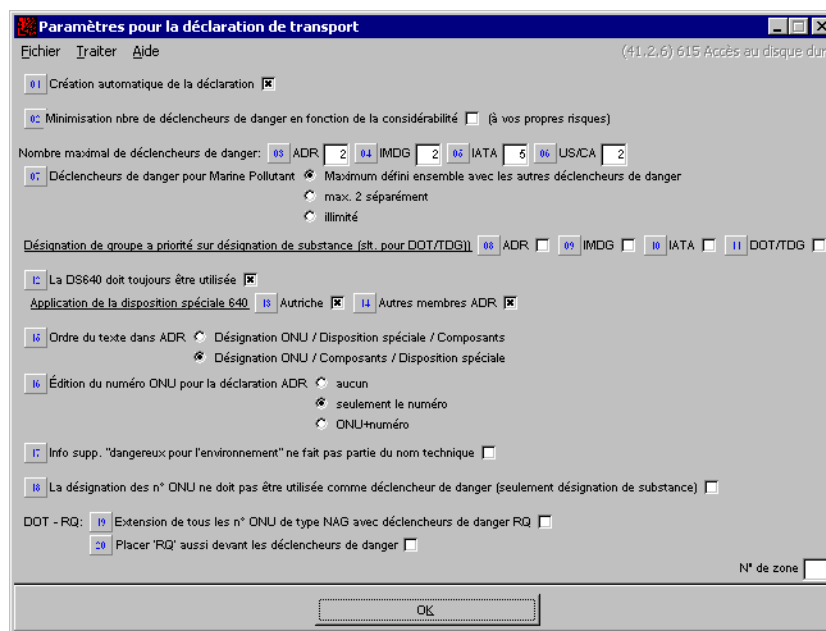 Paramètres pour la déclaration de transport
Fichier Traiter Aide (41,2,6) 615 Accès au disque dur
01 Création automatique de la déclaration
02 Minimisation nbre de déclencheurs de danger en fonction de la considérabilité (à vos propres risques)
Nombre maximal de déclencheurs de danger: 03 ADR 2 04 IMDG 2 05 IATA 5 06 US/CA 2
07 Déclencheurs de danger pour Marine Pollutant Maximum défini ensemble avec les autres déclencheurs de danger
max. 2 séparément
illimité
Désignation de groupe a priorité sur désignation de substance (slt. pour DOT/TDG)) 08 ADR 09 IMDG 10 IATA 11 DOT/TDG
12 La DS640 doit toujours être utilisée
Application de la disposition spéciale 640 13 Autriche 14 Autres membres ADR
15 Ordre du texte dans ADR Désignation ONU / Disposition spéciale / Composants
Désignation ONU / Composants / Disposition spéciale
16 Édition du numéro ONU pour la déclaration ADR aucun
seulement le numéro
ONU+numéro
17 Info supp. "dangereux pour l'environnement" ne fait pas partie du nom technique
18 La désignation des n° ONU ne doit pas être utilisée comme déclencheur de danger (seulement désignation de substance)
DOT - RQ: 19 Extension de tous les n° ONU de type NAG avec déclencheurs de danger RQ
20 Placer 'RQ' aussi devant les déclencheurs de danger
N° de zone
OK